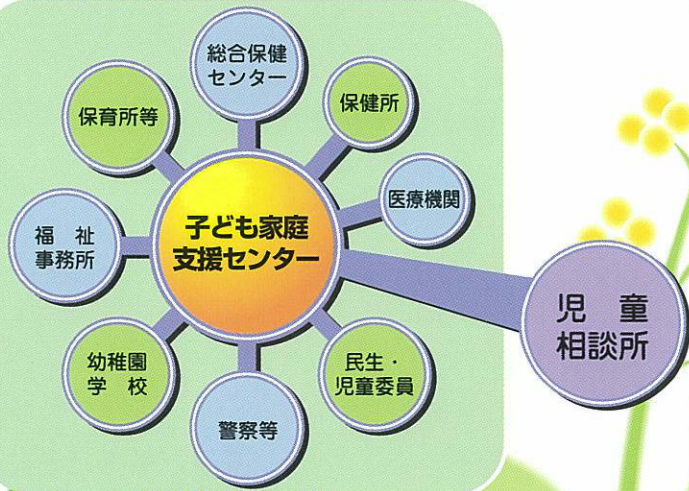 総合保健
センター
保育所等
保健所
医療機関
子ども家庭
支援センター
福 祉
事務所
児 童
相談所
幼稚園
学 校
民生・
児童委員
警察等